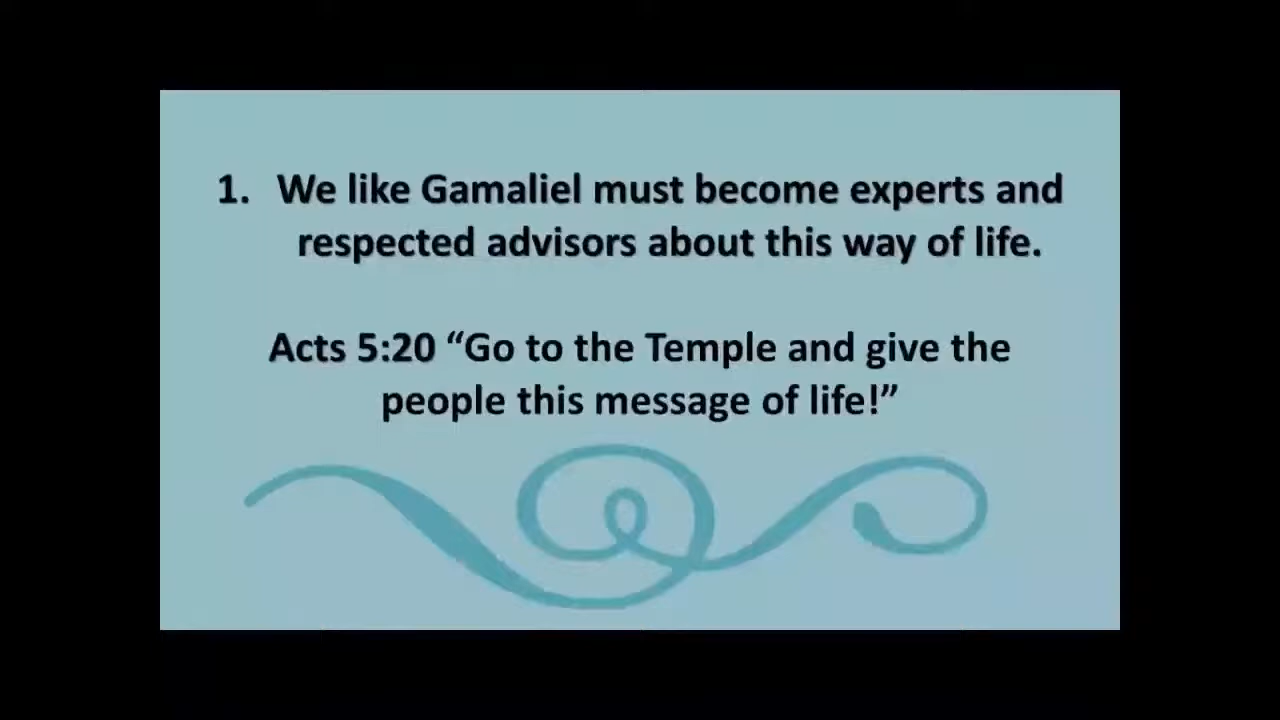 1. We like Gamaliel must become experts and
respected advisors about this way of life.
Acts 5:20 “Go to the Temple and give the
people this message of life!”